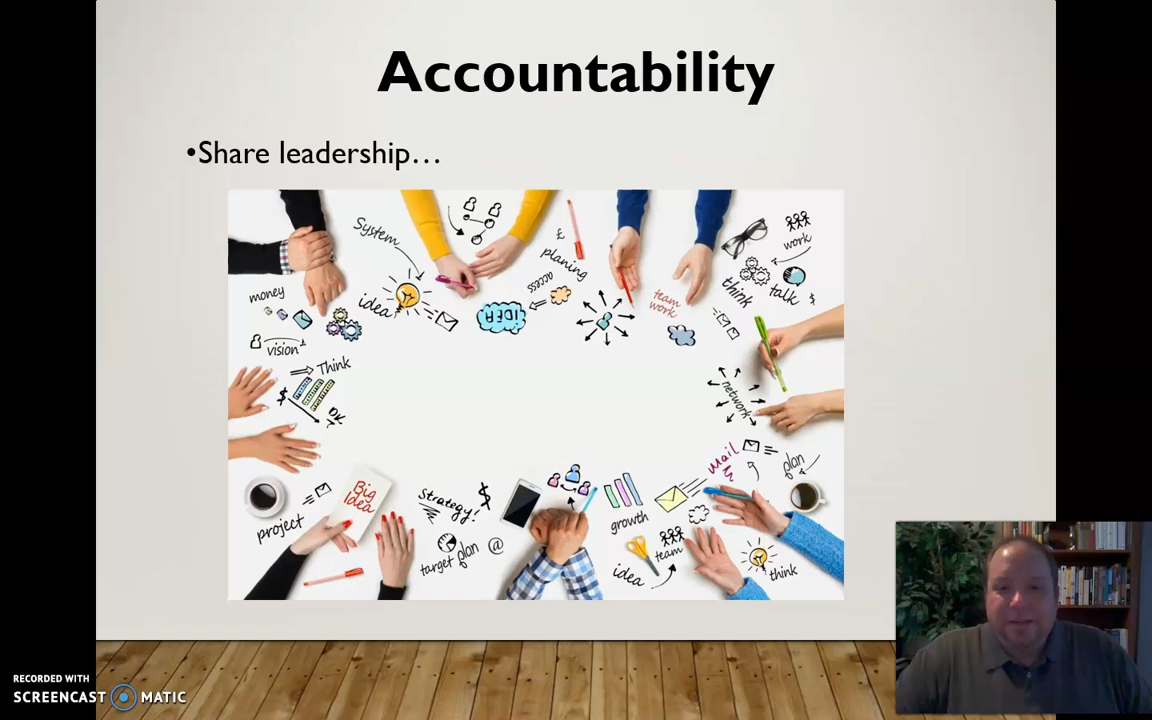 Accountability
•Share leadership…
System
money
idea
vision
Think
$
OK
IDEA
access
£
planing
team
work
work
think
talk
$
network
mail
plan
project
Big
Idea
Strategy!
$
target plan @
growth
team
idea
think
RECORDED WITH
SCREENCAST MATIC